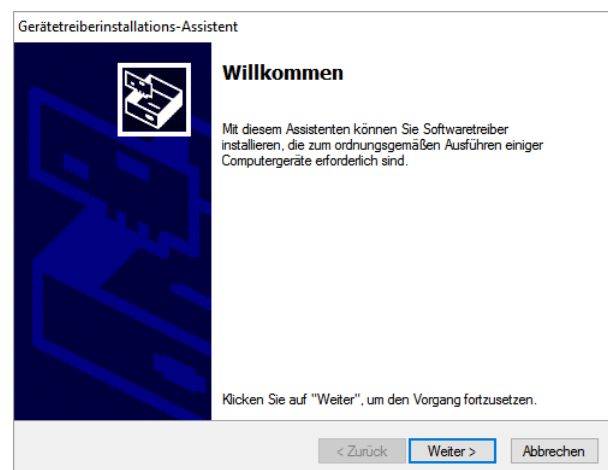 Gerätetreiberinstallations-Assistent
Willkommen
Mit diesem Assistenten können Sie Softwaretreiber
installieren, die zum ordnungsgemäßen Ausführen einiger
Computergeräte erforderlich sind.
Klicken Sie auf "Weiter", um den Vorgang fortzusetzen.
< Zurück Weiter > Abbrechen